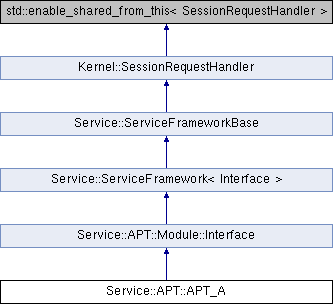 std::enable_shared_from_this< SessionRequestHandler >
Kernel::SessionRequestHandler
Service::ServiceFrameworkBase
Service::ServiceFramework< Interface >
Service::APT::Module::Interface
Service::APT::APT_A